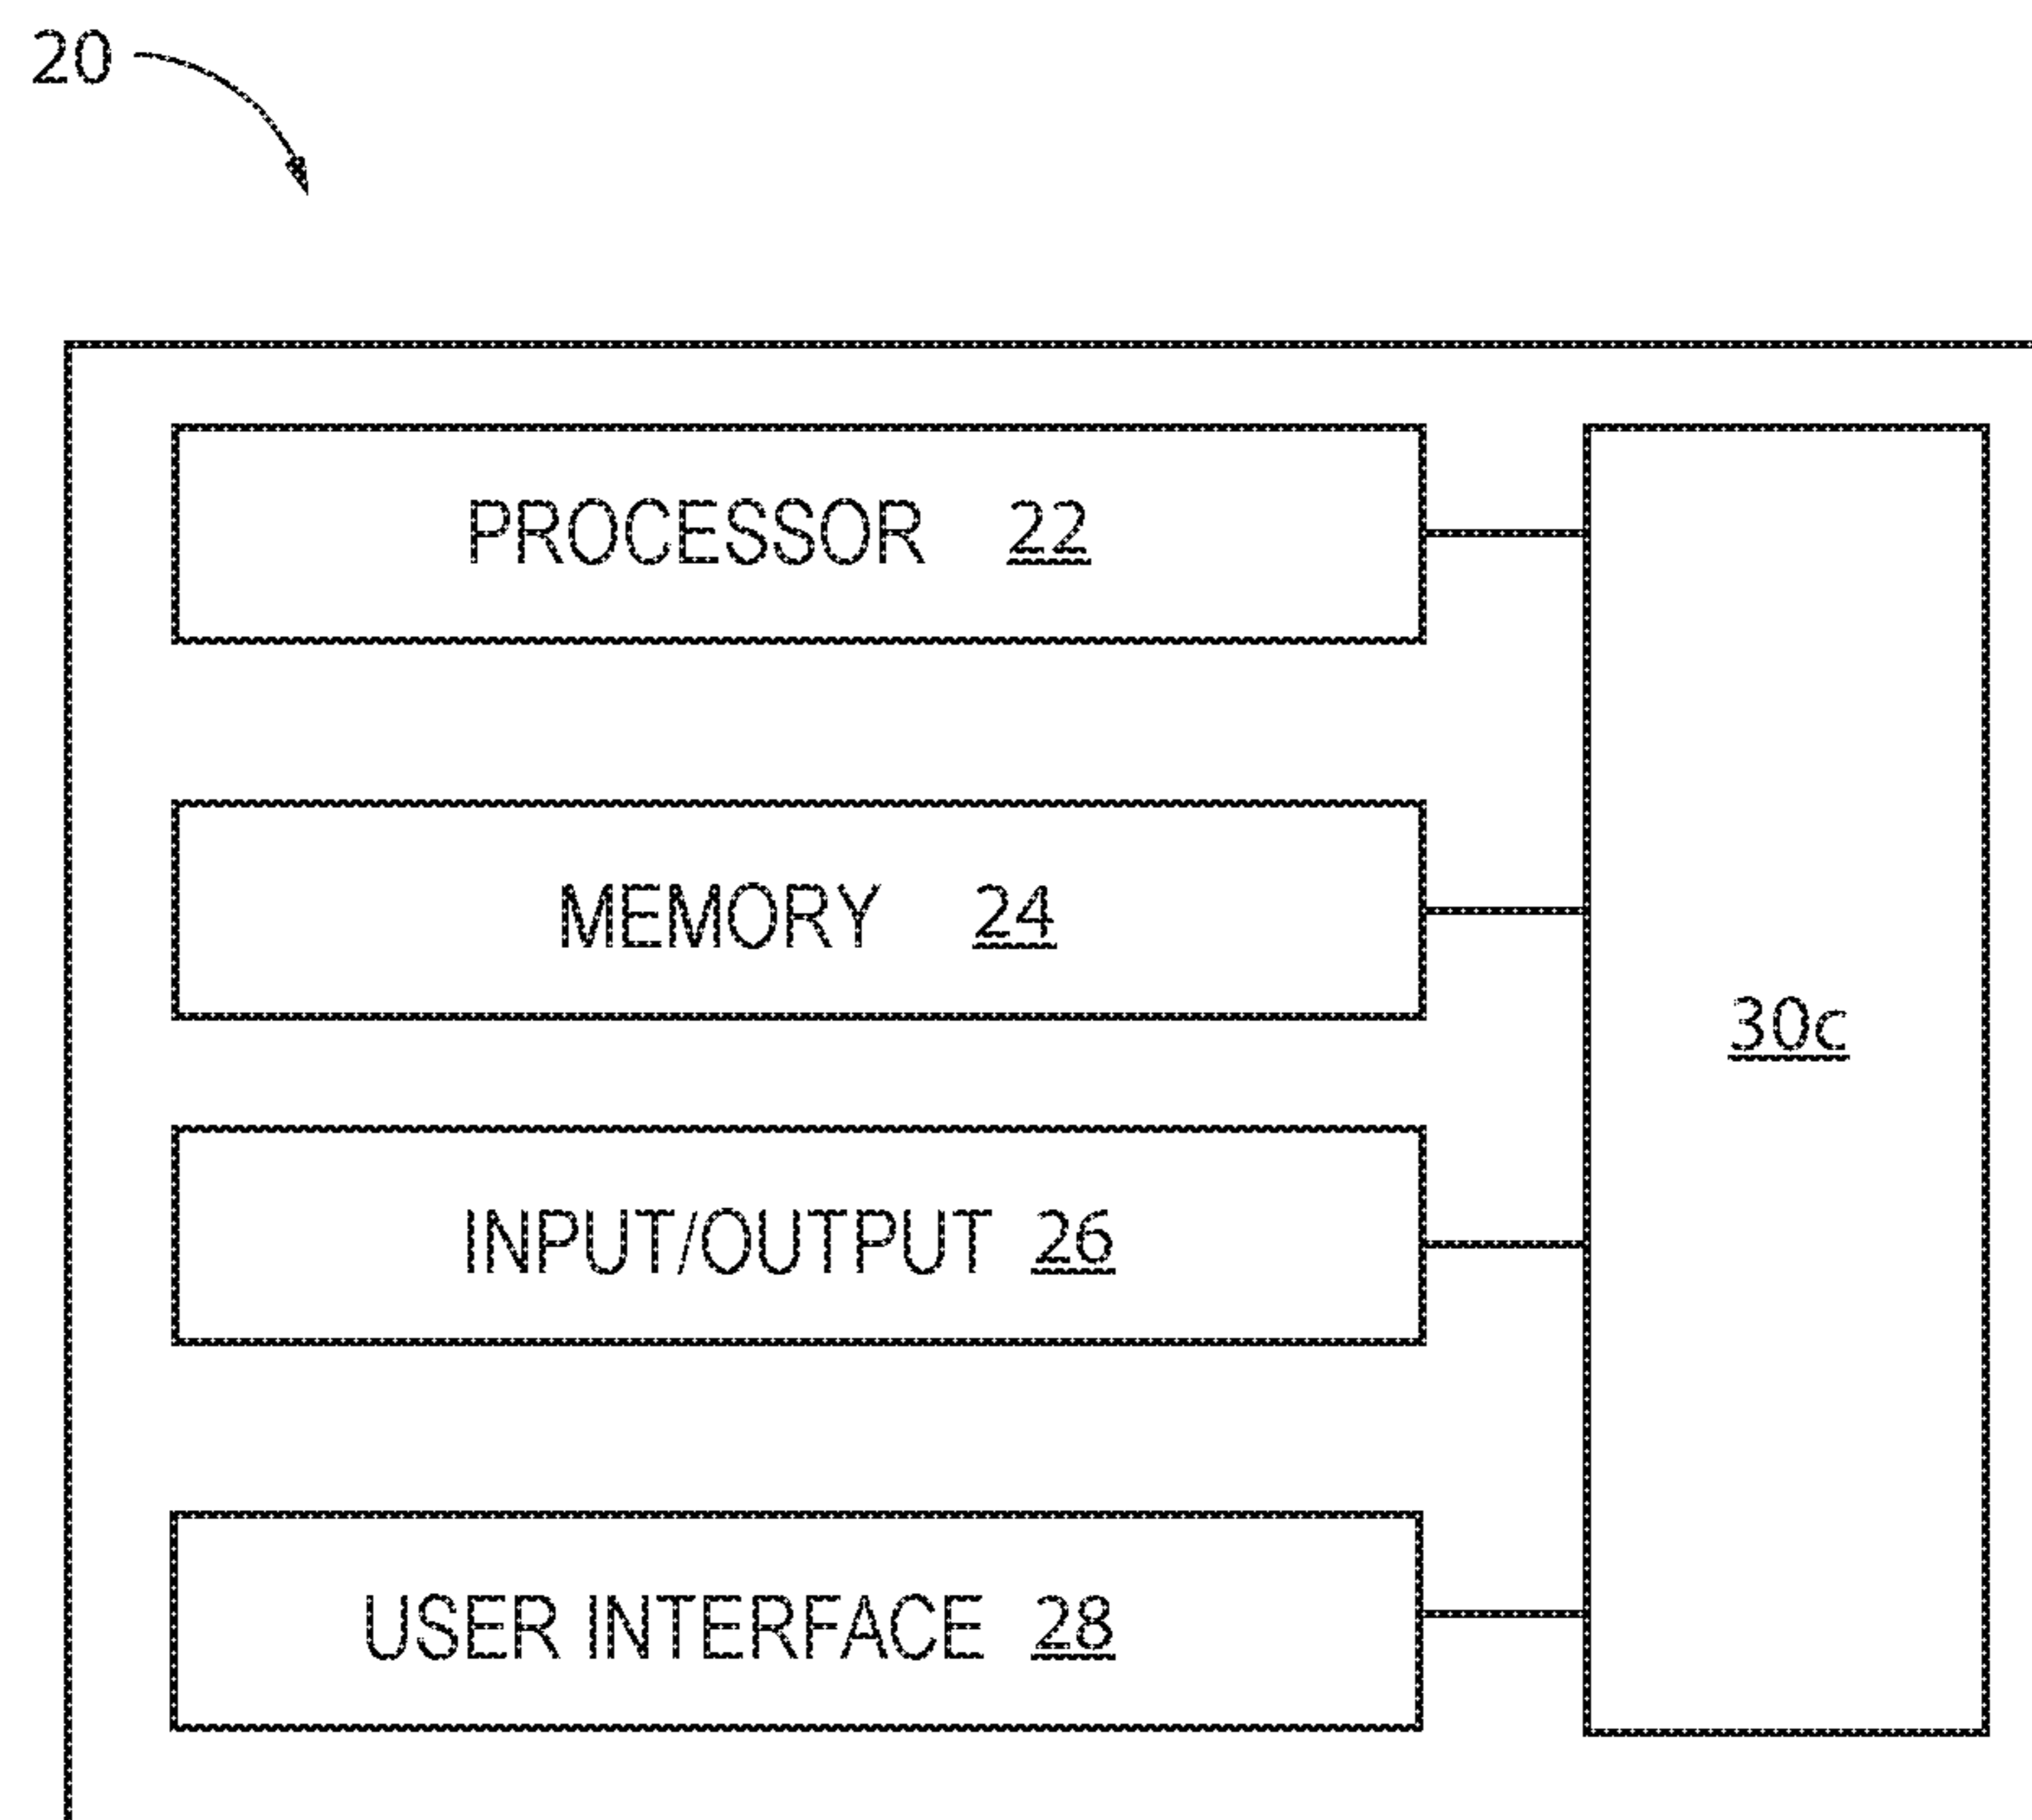 20
PROCESSOR 22
MEMORY 24
30c
INPUT/OUTPUT 26
USER INTERFACE 28